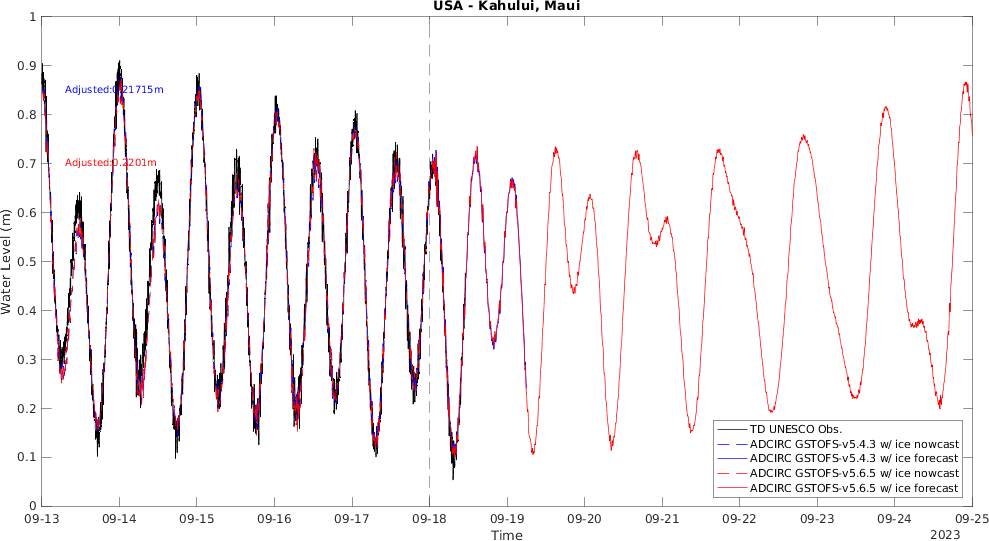 USA - Kahului, Maui
1
0.9
0.8
0.7
0.6
0.5
0.4
0.3
0.2
0.1
0
Water Level (m)
Adjusted:0.21715m
Adjusted:0.2201m
TD UNESCO Obs.
ADCIRC GSTOFS-v5.4.3 w/ ice nowcast
ADCIRC GSTOFS-v5.4.3 w/ ice forecast
ADCIRC GSTOFS-v5.6.5 w/ ice nowcast
ADCIRC GSTOFS-v5.6.5 w/ ice forecast
09-13 09-14 09-15 09-16 09-17 09-18 09-19 09-20 09-21 09-22 09-23 09-24 09-25
Time
2023